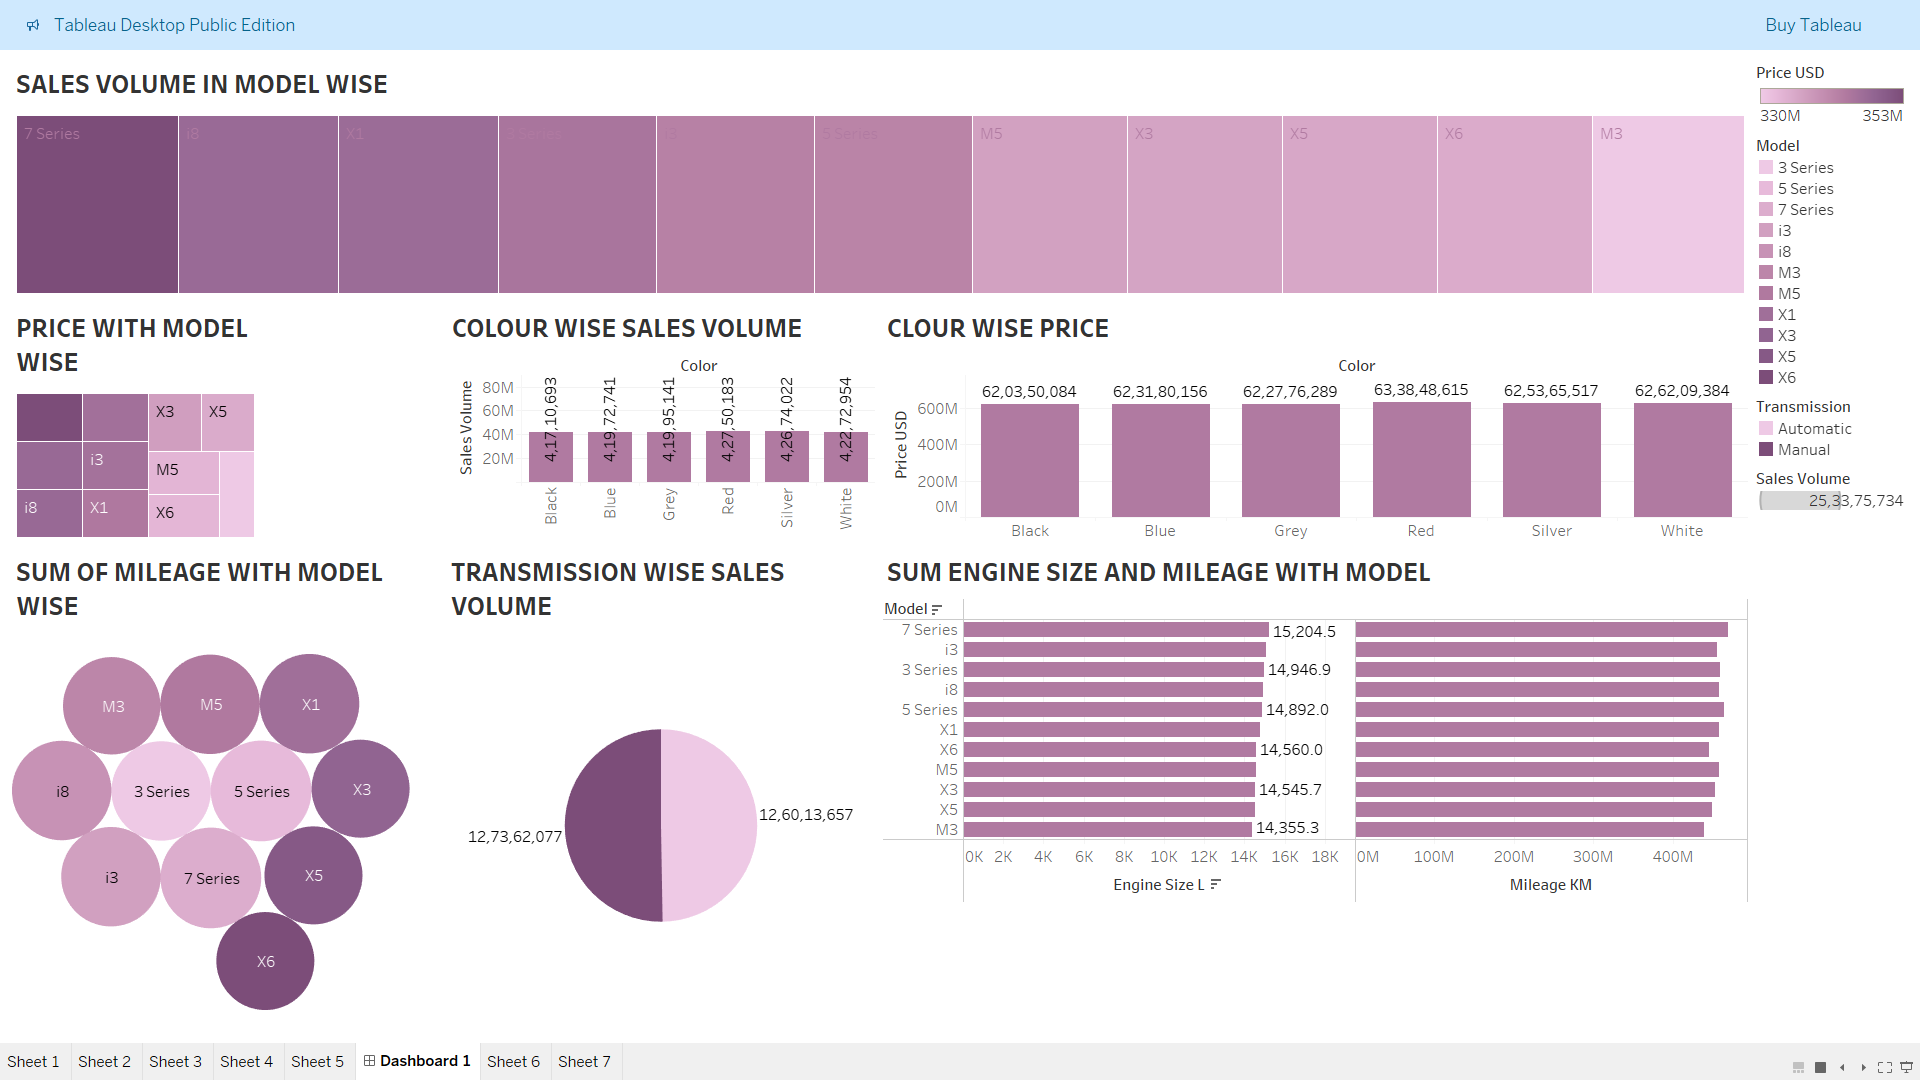 Tableau Desktop Public Edition
Buy Tableau
SALES VOLUME IN MODEL WISE
7 Series
i8
X1
3 Series
i3
5 Series
M5
X3
X5
X6
M3
Price USD
330M 353M
Model
3 Series
5 Series
7 Series
i3
i8
M3
M5
X1
X3
X5
X6
Transmission
Automatic
Manual
Sales Volume
25,33,75,734
PRICE WITH MODEL
WISE
X3
X5
i3
M5
i8
X1
X6
COLOUR WISE SALES VOLUME
Color
Sales Volume
80M
60M
40M
20M
4,17,10,693
4,19,72,741
4,19,95,141
4,27,50,183
4,26,74,022
4,22,72,954
Black
Blue
Grey
Red
Silver
White
CLOUR WISE PRICE
Color
Price USD
600M
400M
200M
0M
62,03,50,084
62,31,80,156
62,27,76,289
63,38,48,615
62,53,65,517
62,62,09,384
Black
Blue
Grey
Red
Silver
White
SUM OF MILEAGE WITH MODEL
WISE
M3
M5
X1
i8
3 Series
5 Series
X3
i3
7 Series
X5
X6
TRANSMISSION WISE SALES
VOLUME
12,60,13,657
12,73,62,077
SUM ENGINE SIZE AND MILEAGE WITH MODEL
Model
7 Series 15,204.5
i3
3 Series 14,946.9
i8
5 Series 14,892.0
X1
X6 14,560.0
M5
X3 14,545.7
X5
M3 14,355.3
0K 2K 4K 6K 8K 10K 12K 14K 16K 18K
0M 100M 200M 300M 400M
Engine Size L
Mileage KM
Sheet 1
Sheet 2
Sheet 3
Sheet 4
Sheet 5
Dashboard 1
Sheet 6
Sheet 7